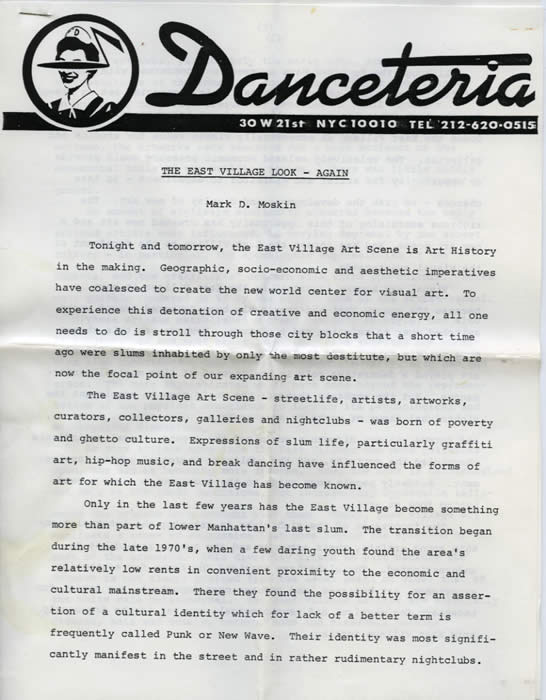 D
Danceteria
30 W 21st NYC 10010 TEL 212-620-0515
THE EAST VILLAGE LOOK - AGAIN
Mark D. Moskin
Tonight and tomorrow, the East Village Art Scene is Art History
in the making. Geographic, socio-economic and aesthetic imperatives
have coalesced to create the new world center for visual art. To
experience this detonation of creative and economic energy, all one
needs to do is stroll through those city blocks that a short time
ago were slums inhabited by only the most destitute, but which are
now the focal point of our expanding art scene.
The East Village Art Scene - streetlife, artists, artworks,
curators, collectors, galleries and nightclubs - was born of poverty
and ghetto culture. Expressions of slum life, particularly graffiti
art, hip-hop music, and break dancing have influenced the forms of
art for which the East Village has become known.
Only in the last few years has the East Village become something
more than part of lower Manhattan's last slum. The transition began
during the late 1970's, when a few daring youth found the area's
relatively low rents in convenient proximity to the economic and
cultural mainstream. There they found the possibility for an asser-
tion of a cultural identity which for lack of a better term is
frequently called Punk or New Wave. Their identity was most signifi-
cantly manifest in the street and in rather rudimentary nightclubs.